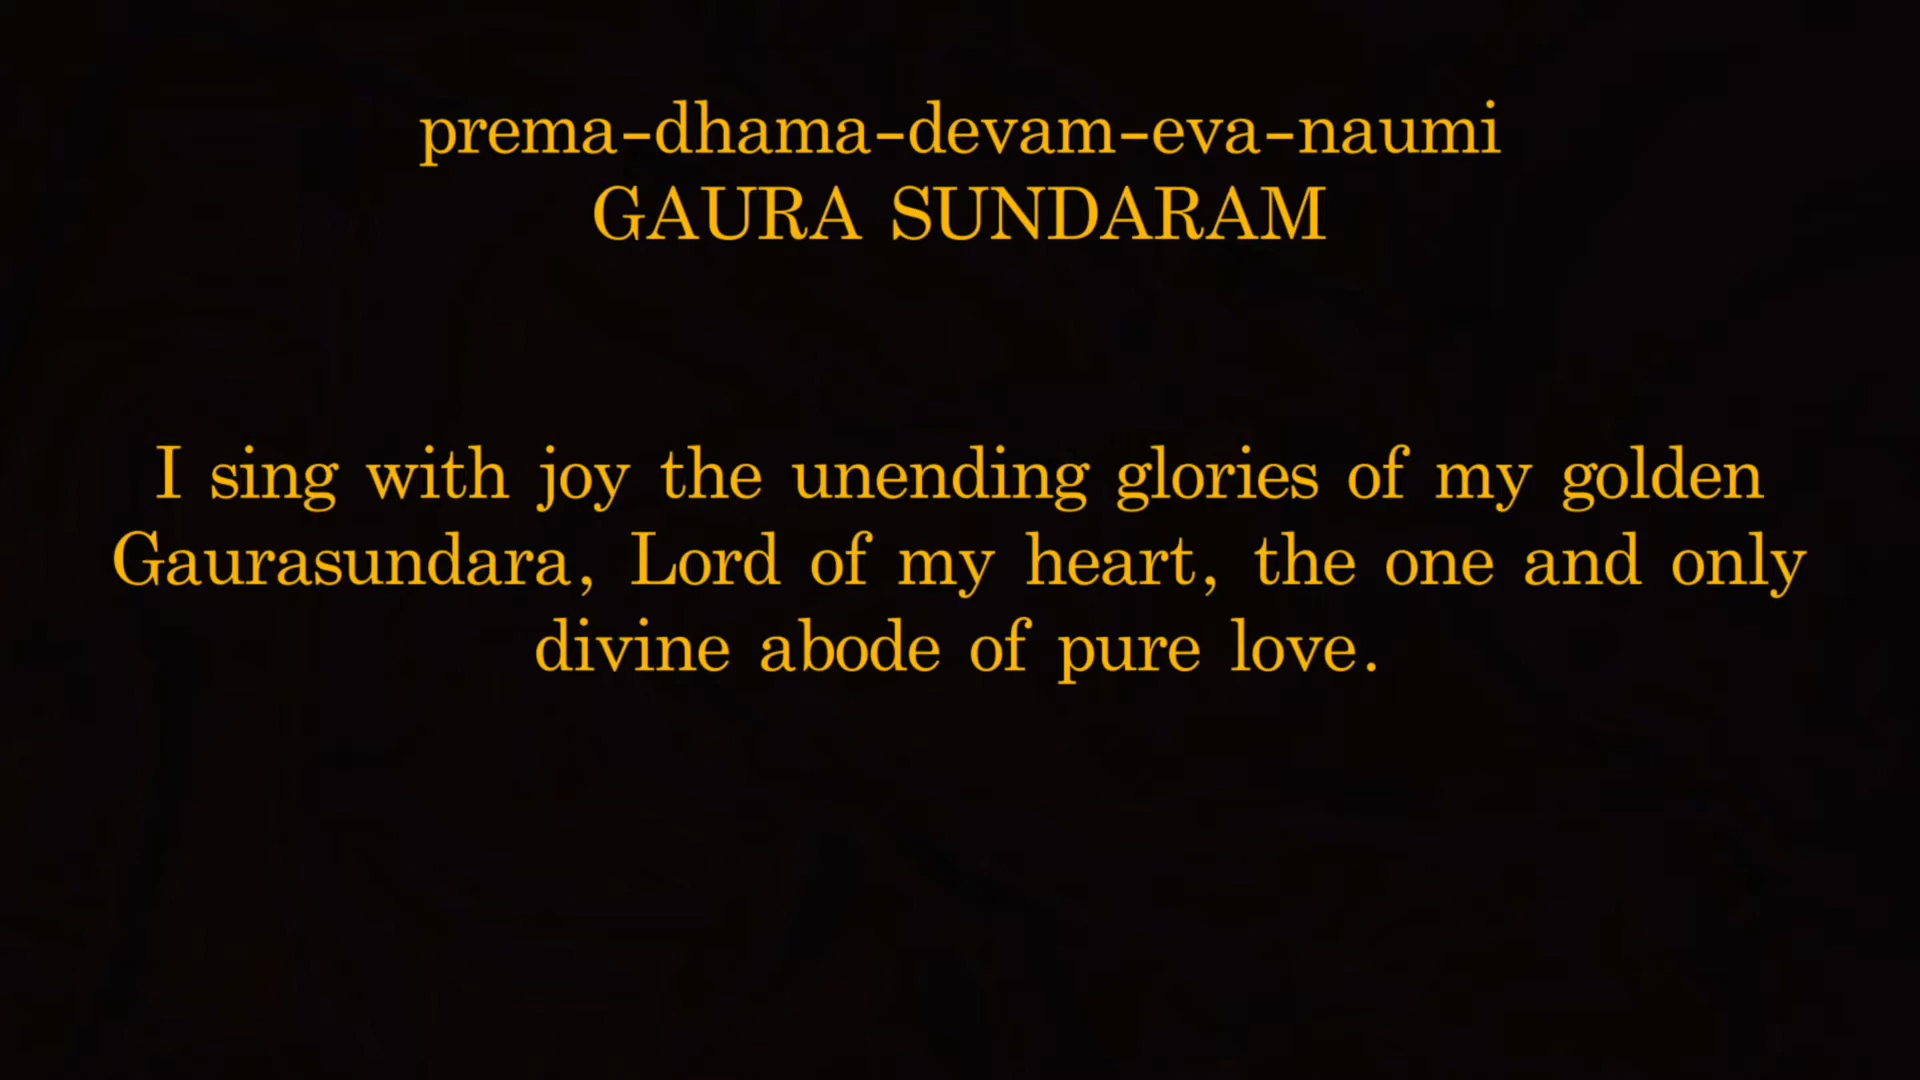 prema-dhama-devam-eva-naumi
GAURA SUNDARAM
I sing with joy the unending glories of my golden
Gaurasundara, Lord of my heart, the one and only
divine abode of pure love.